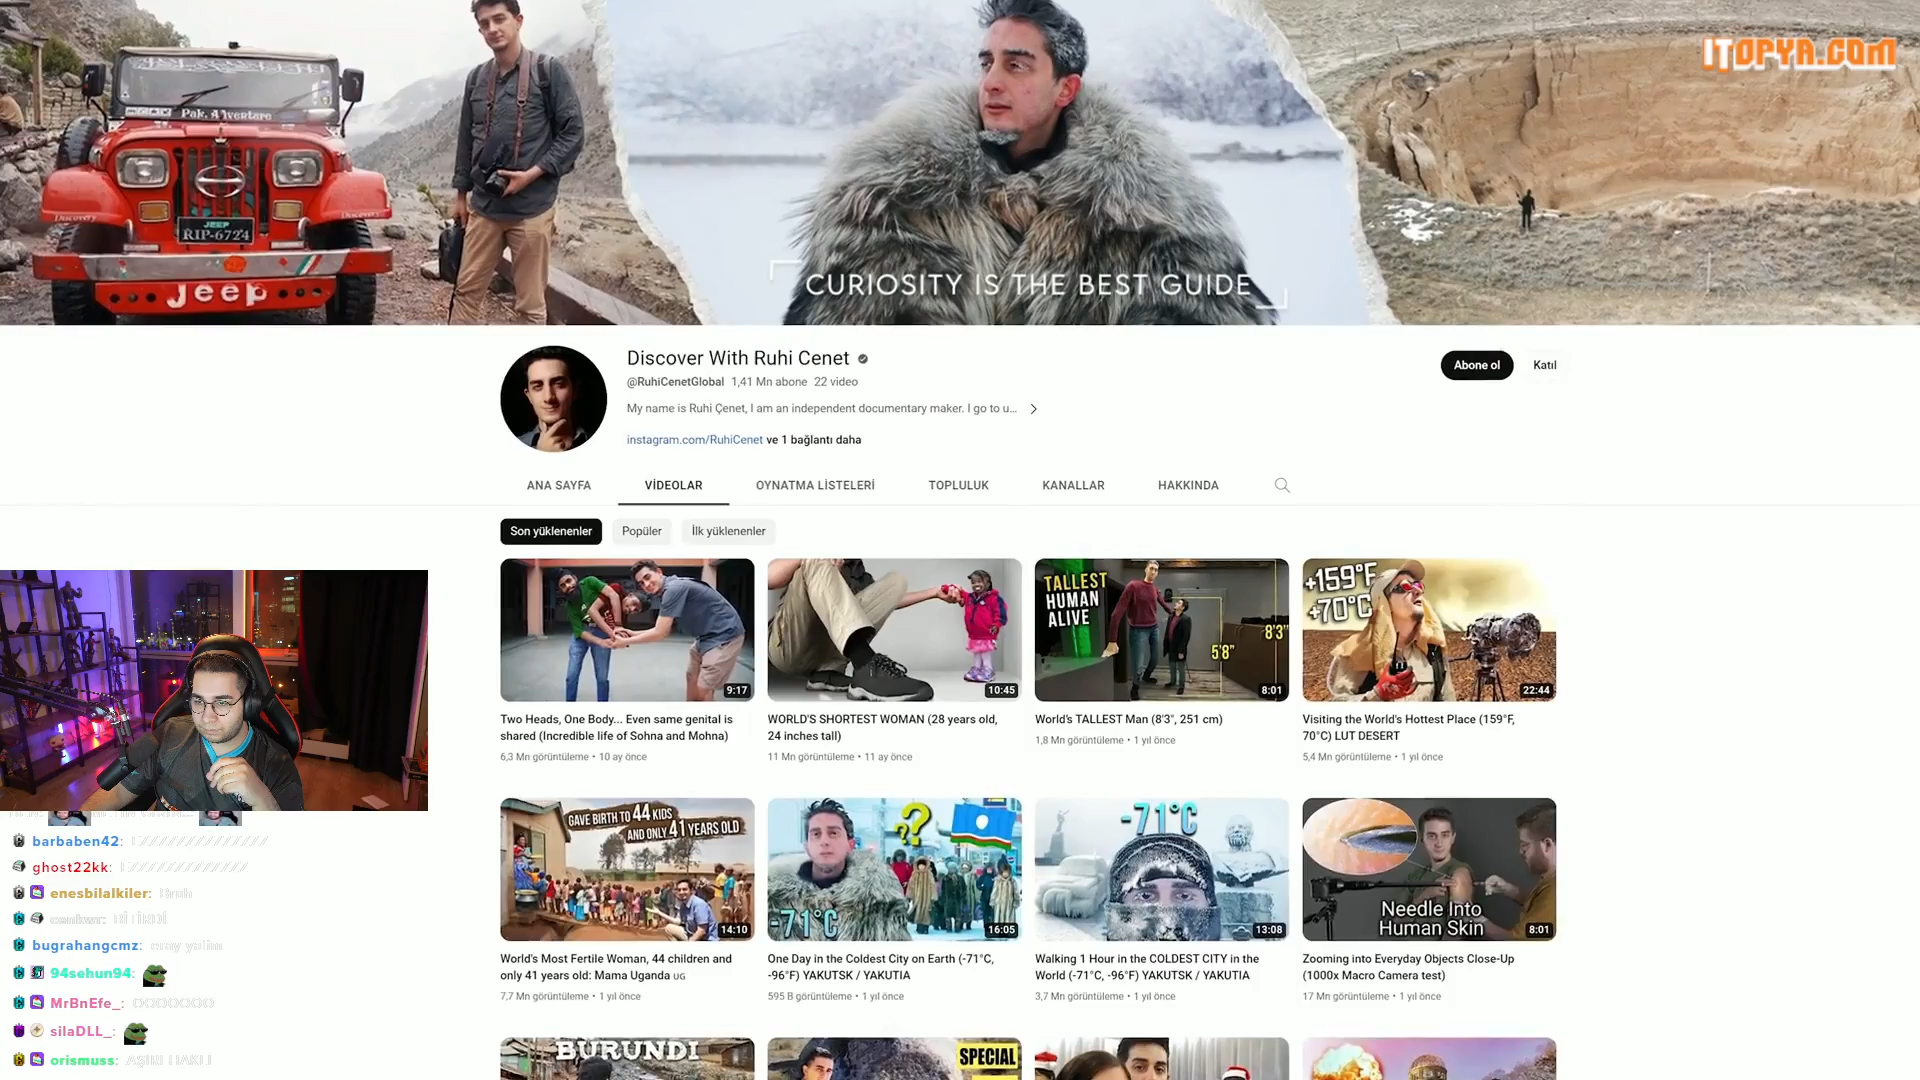 ITOPYA.COM
Pak. Adventure
Discovery
JEEP
RIP-6724
Jeep
CURIOSITY IS THE BEST GUIDE
Discover With Ruhi Cenet
@RuhiCenetGlobal 1,41 Mn abone 22 video
My name is Ruhi Çenet, I am an independent documentary maker. I go to u...
instagram.com/RuhiCenet ve 1 bağlantı daha
Abone ol
Katıl
ANA SAYFA VİDEOLAR OYNATMA LİSTELERİ TOPLULUK KANALLAR HAKKINDA
Son yüklenenler Popüler İlk yüklenenler
9:17
10:45
TALLEST
HUMAN
ALIVE
5'8"
8'3"
8:01
+159°F
+70°C
22:44
Two Heads, One Body... Even same genital is
shared (Incredible life of Sohna and Mohna)
6,3 Mn görüntüleme • 10 ay önce
WORLD'S SHORTEST WOMAN (28 years old,
24 inches tall)
11 Mn görüntüleme • 11 ay önce
World's TALLEST Man (8'3", 251 cm)
1,8 Mn görüntüleme • 1 yıl önce
Visiting the World's Hottest Place (159°F,
70°C) LUT DESERT
5,4 Mn görüntüleme • 1 yıl önce
GAVE BIRTH TO 44 KIDS
AND ONLY 41 YEARS OLD
14:10
?
-71°C
16:05
-71°C
13:08
Needle Into
Human Skin
8:01
World's Most Fertile Woman, 44 children and
only 41 years old: Mama Uganda UG
7,7 Mn görüntüleme • 1 yıl önce
One Day in the Coldest City on Earth (-71°C,
-96°F) YAKUTSK / YAKUTIA
595 B görüntüleme • 1 yıl önce
Walking 1 Hour in the COLDEST CITY in the
World (-71°C, -96°F) YAKUTSK / YAKUTIA
3,7 Mn görüntüleme • 1 yıl önce
Zooming into Everyday Objects Close-Up
(1000x Macro Camera test)
17 Mn görüntüleme • 1 yıl önce
BURUNDI
SPECIAL
barbaben42:
ghost22kk:
enesbilalkiler: Bruh
bugrahangcmz: eray yalim
94sehun94:
MrBnEfe_:
silaDLL_:
orismuss: AŞIRI HAKLI